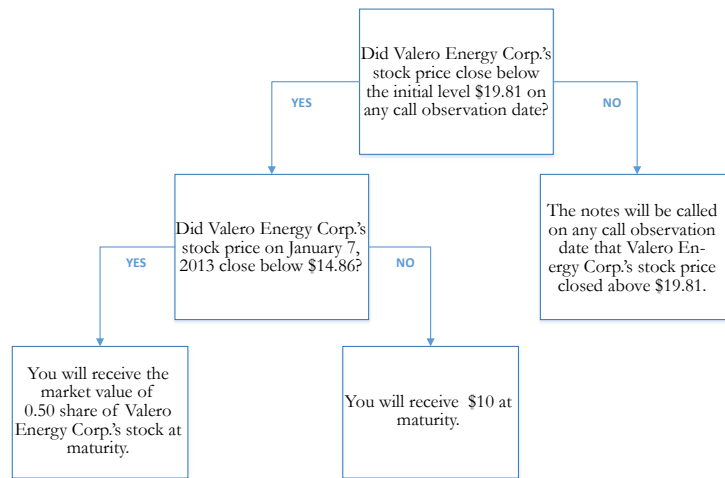 Did Valero Energy Corp.'s
stock price close below
the initial level $19.81 on
any call observation date?
YES
NO
Did Valero Energy Corp.'s
stock price on January 7,
2013 close below $14.86?
The notes will be called
on any call observation
date that Valero En-
ergy Corp.'s stock price
closed above $19.81.
YES
NO
You will receive the
market value of
0.50 share of Valero
Energy Corp.'s stock at
maturity.
You will receive $10 at
maturity.